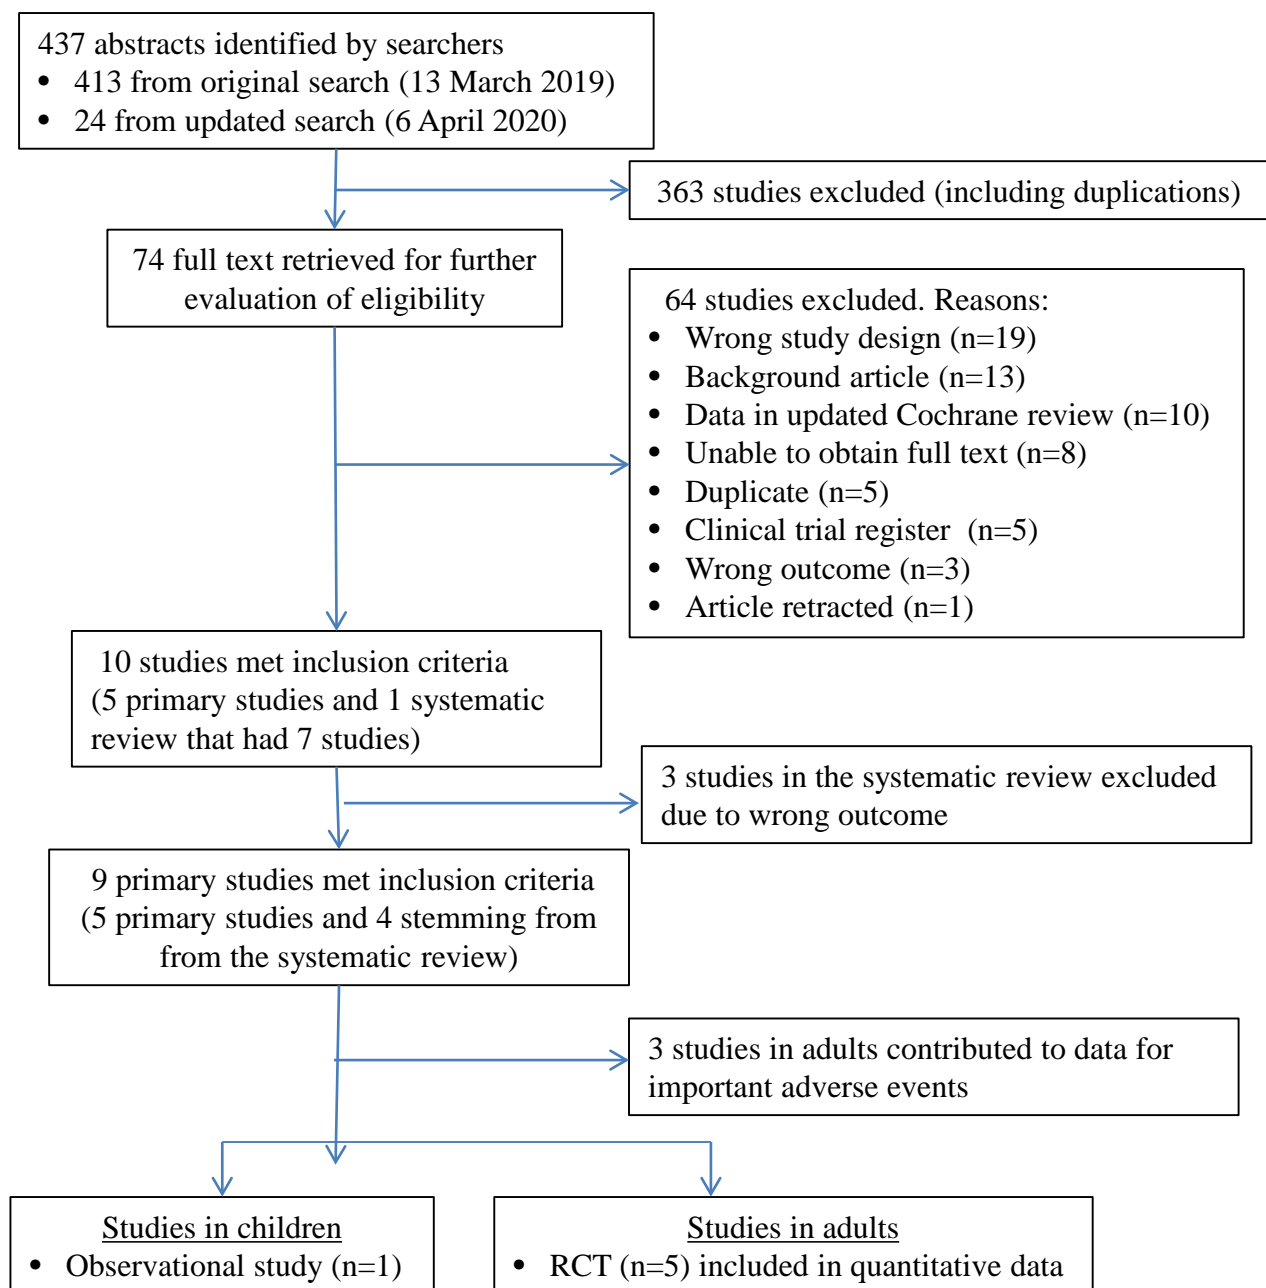 437 abstracts identified by searchers
• 413 from original search (13 March 2019)
• 24 from updated search (6 April 2020)
363 studies excluded (including duplications)
74 full text retrieved for further
evaluation of eligibility
64 studies excluded. Reasons:
• Wrong study design (n=19)
• Background article (n=13)
• Data in updated Cochrane review (n=10)
• Unable to obtain full text (n=8)
• Duplicate (n=5)
• Clinical trial register (n=5)
• Wrong outcome (n=3)
• Article retracted (n=1)
10 studies met inclusion criteria
(5 primary studies and 1 systematic
review that had 7 studies)
3 studies in the systematic review excluded
due to wrong outcome
9 primary studies met inclusion criteria
(5 primary studies and 4 stemming from
from the systematic review)
3 studies in adults contributed to data for
important adverse events
Studies in children
• Observational study (n=1)
Studies in adults
• RCT (n=5) included in quantitative data